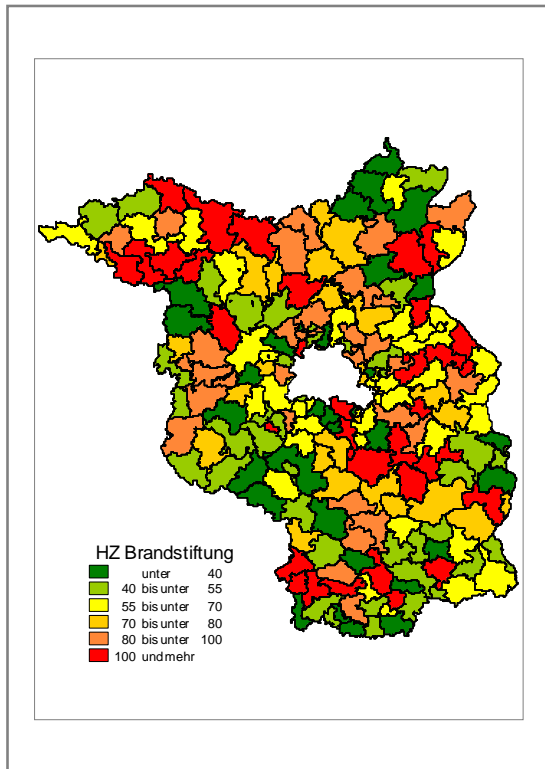 HZ Brandstiftung
unter 40
40 bis unter 55
55 bis unter 70
70 bis unter 80
80 bis unter 100
100 und mehr